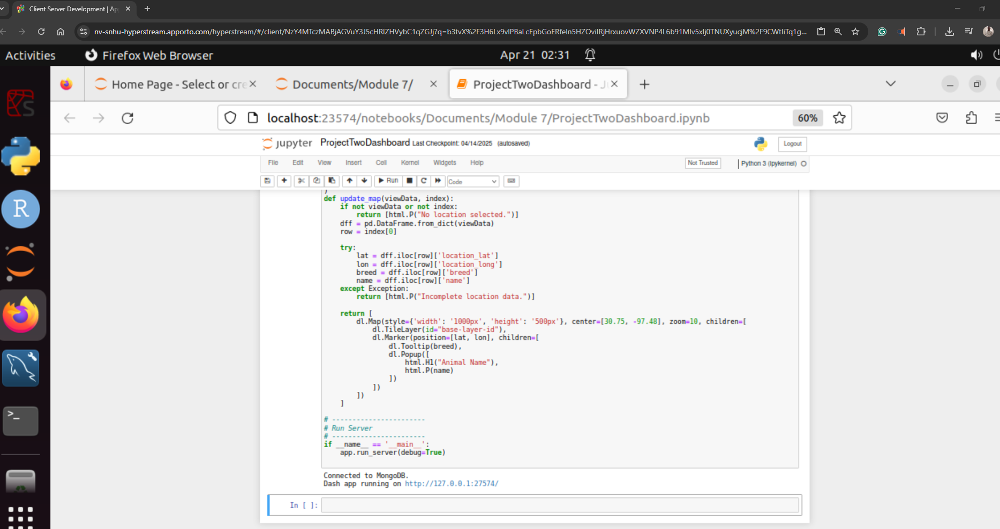 Client Server Development | Ap
nv-snhu-hyperstream.apporto.com/hyperstream/#/client/
Activities
Firefox Web Browser
Apr 21 02:31
Home Page - Select or cre
Documents/Module 7/
ProjectTwoDashboard - J
localhost:23574/notebooks/Documents/Module 7/ProjectTwoDashboard.ipynb
60%
jupyter ProjectTwoDashboard Last Checkpoint: 04/14/2025 (autosaved)
Logout
File Edit View Insert Cell Kernel Widgets Help
Not Trusted
Python 3 (ipykernel)
Run
Code
)
def update_map(viewData, index):
    if not viewData or not index:
        return [html.P("No location selected.")]
    dff = pd.DataFrame.from_dict(viewData)
    row = index[0]
    try:
        lat = dff.iloc[row]['location_lat']
        lon = dff.iloc[row]['location_long']
        breed = dff.iloc[row]['breed']
        name = dff.iloc[row]['name']
    except Exception:
        return [html.P("Incomplete location data.")]
    return [
        dl.Map(style={'width': '1000px', 'height': '500px'}, center=[30.75, -97.48], zoom=10, children=[
            dl.TileLayer(id="base-layer-id"),
            dl.Marker(position=[lat, lon], children=[
                dl.Tooltip(breed),
                dl.Popup([
                    html.H1("Animal Name"),
                    html.P(name)
                ])
            ])
        ])
    ]
# -----------------------
# Run Server
# -----------------------
if __name__ == '__main__':
    app.run_server(debug=True)
Connected to MongoDB.
Dash app running on http://127.0.0.1:27574/
In [ ]:
R
>_